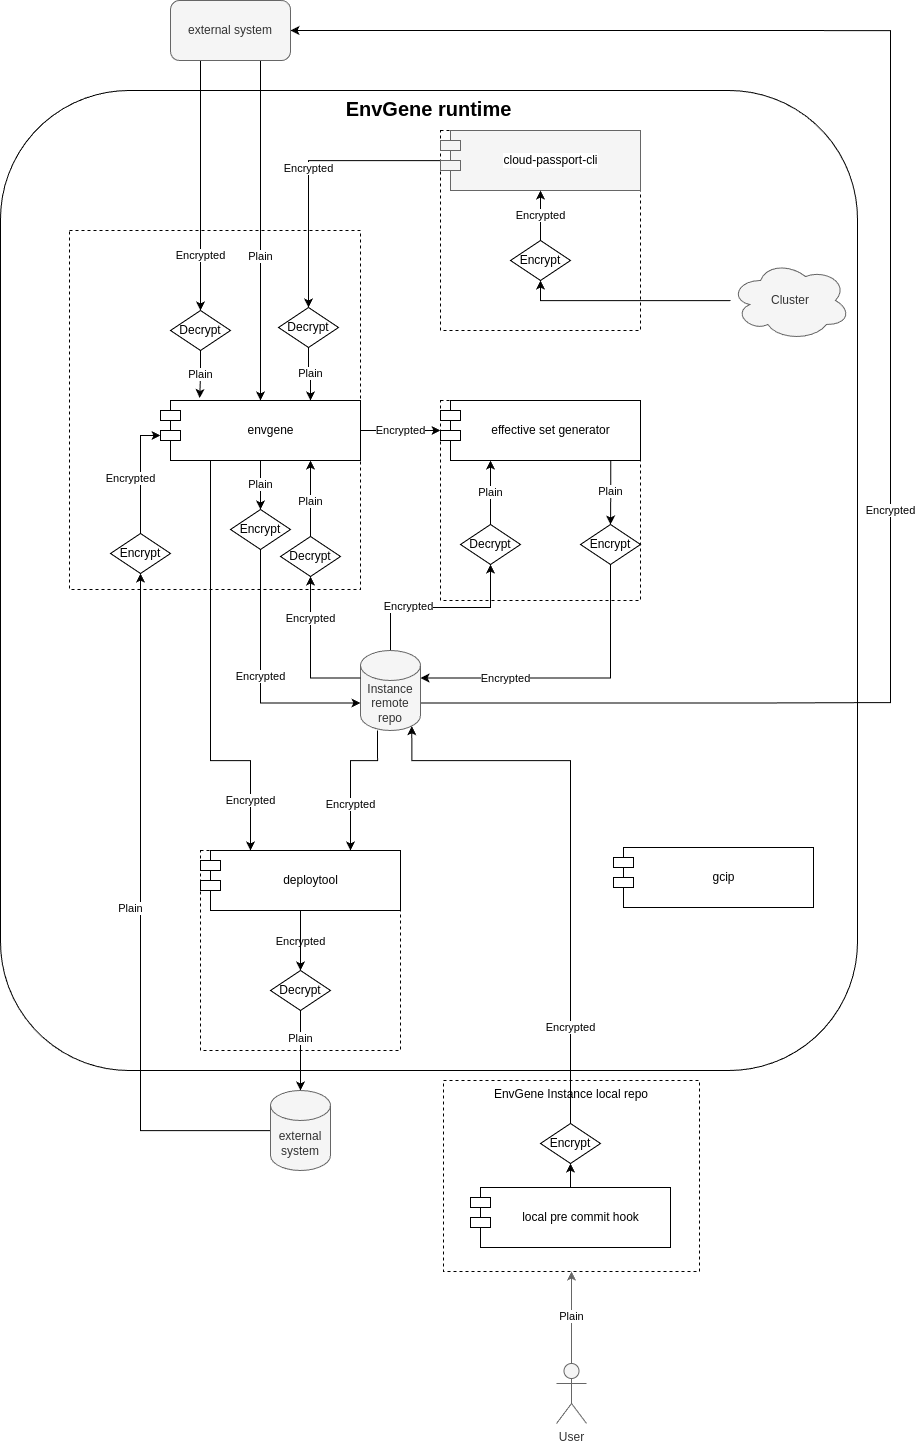 external system
EnvGene runtime
cloud-passport-cli
Encrypted
Encrypted
Encrypted
Plain
Encrypt
Cluster
Decrypt
Decrypt
Plain
Plain
envgene
Encrypted
effective set generator
Encrypted
Plain
Plain
Plain
Plain
Encrypted
Encrypt
Encrypt
Decrypt
Decrypt
Encrypt
Encrypted
Encrypted
Encrypted
Encrypted
Instance
remote
repo
Encrypted
Encrypted
gcip
deploytool
Plain
Encrypted
Decrypt
Encrypted
Plain
EnvGene Instance local repo
external
system
Encrypt
local pre commit hook
Plain
User